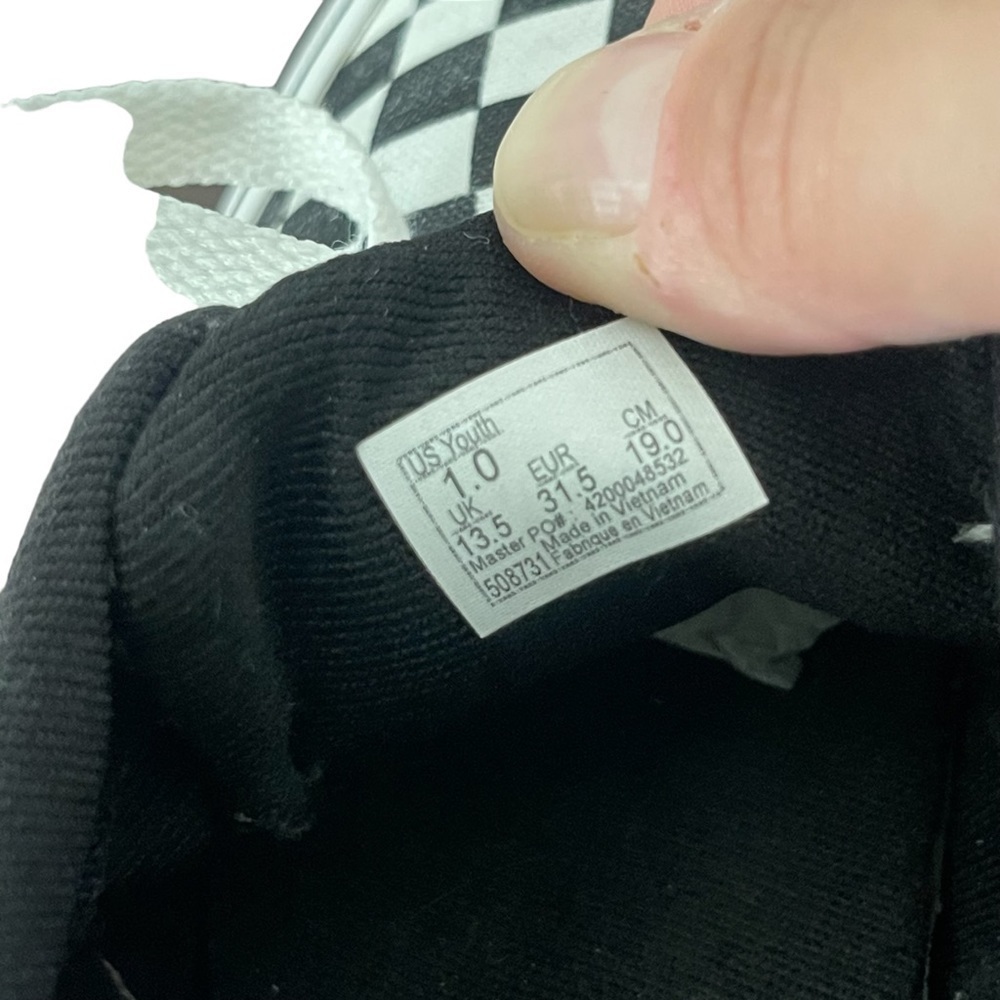 US Youth EUR CM
1.0 31.5 19.0
UK
13.5
Master PO#: 4200048532
508731 Made in Vietnam
Fabriqué en Vietnam